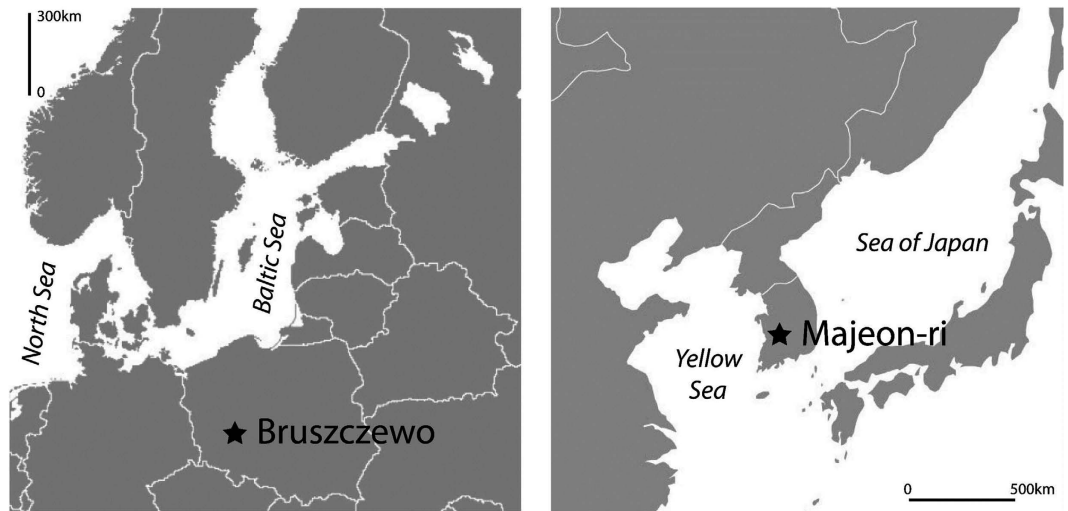 300km
0
North Sea
Baltic Sea
Bruszczewo
Sea of Japan
Majeon-ri
Yellow
Sea
0 500km